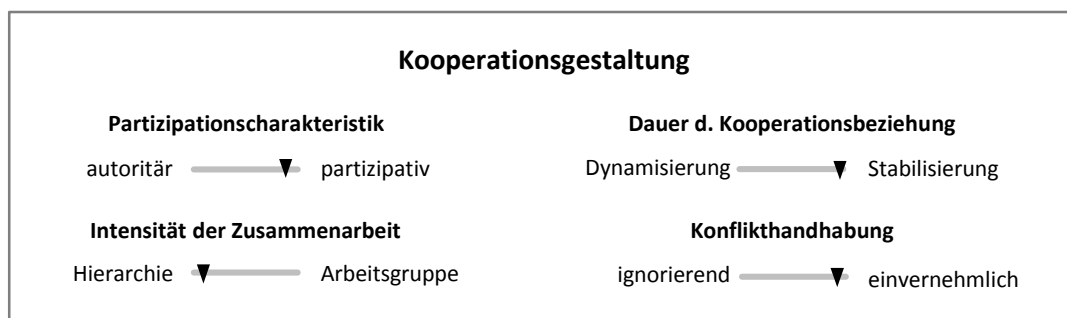 Kooperationsgestaltung
Partizipationscharakteristik
autoritär partizipativ
Dauer d. Kooperationsbeziehung
Dynamisierung Stabilisierung
Intensität der Zusammenarbeit
Hierarchie Arbeitsgruppe
Konflikthandhabung
ignorierend einvernehmlich